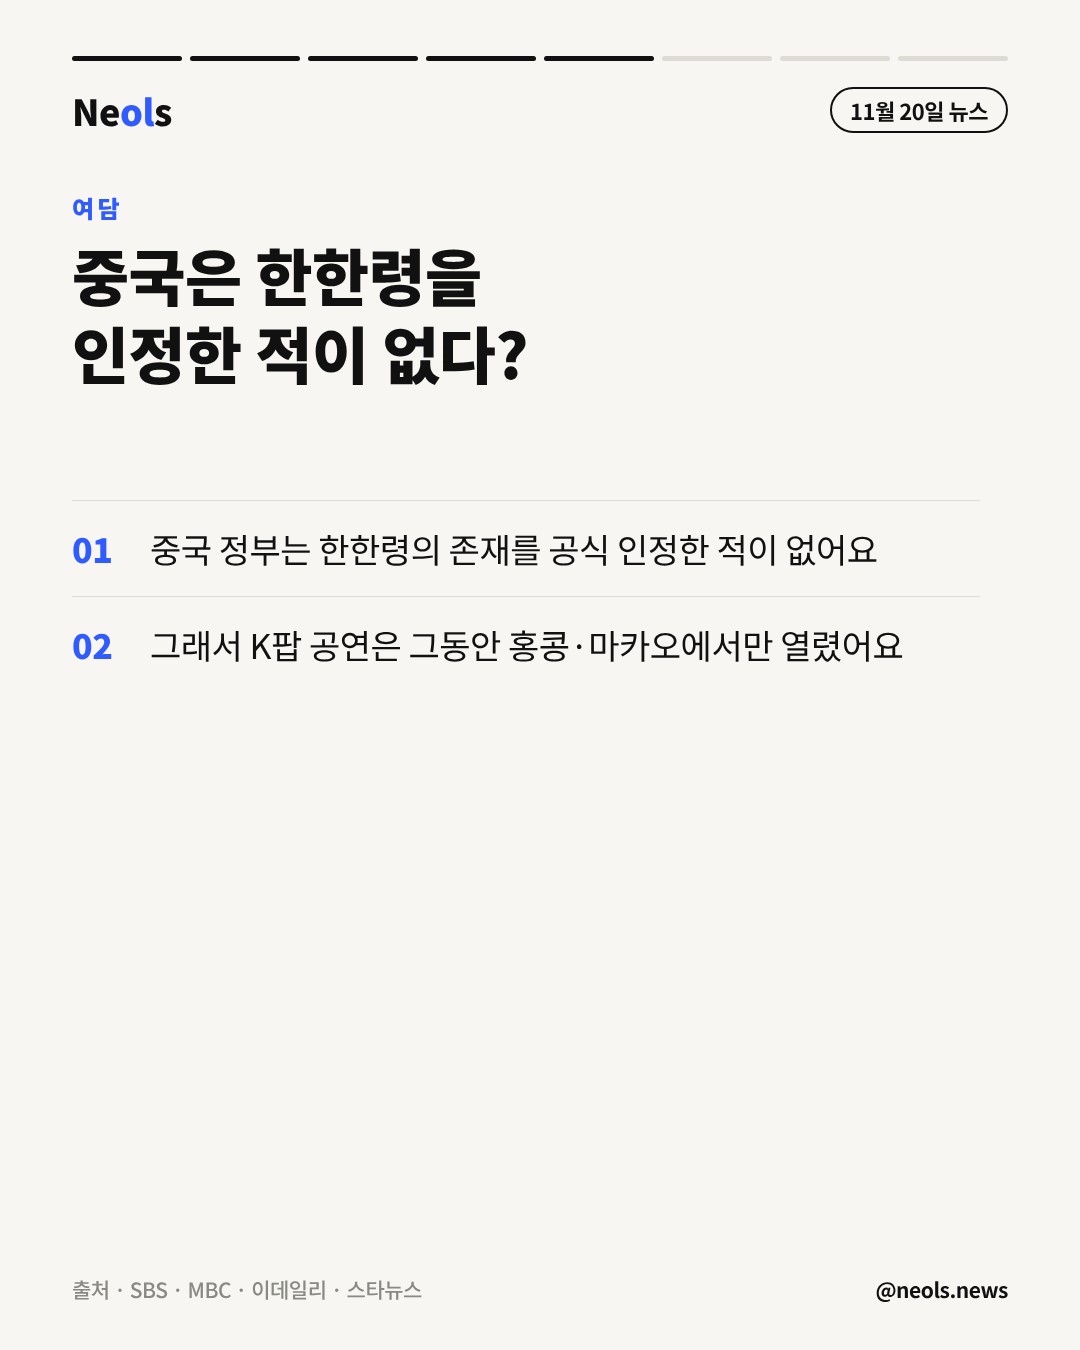 Neols
11월 20일 뉴스
여담
중국은 한한령을
인정한 적이 없다?
01 중국 정부는 한한령의 존재를 공식 인정한 적이 없어요
02 그래서 K팝 공연은 그동안 홍콩·마카오에서만 열렸어요
출처 · SBS · MBC · 이데일리 · 스타뉴스
@neols.news